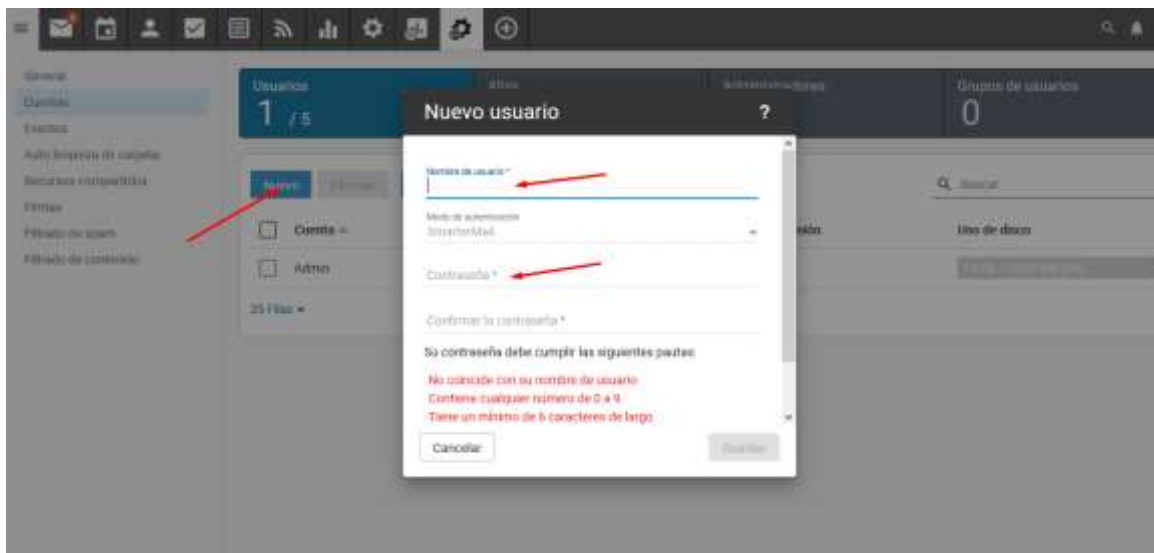 General
Cuentas
Eventos
Auto limpieza de carpeta
Recursos compartidos
Firmas
Filtrado de spam
Filtrado de contenido
Usuarios
1 / 5
Alias
Administradores
Grupos de usuarios
0
Nuevo
Buscar
Cuenta
Uso de disco
Admin
25 Filas
Nuevo usuario
?
Nombre de usuario *
Modo de autenticación
SmarterMail
Contraseña *
Confirmar la contraseña *
Su contraseña debe cumplir las siguientes pautas:
No coincide con su nombre de usuario
Contiene cualquier número de 0 a 9
Tiene un mínimo de 6 caracteres de largo
Cancelar
Guardar